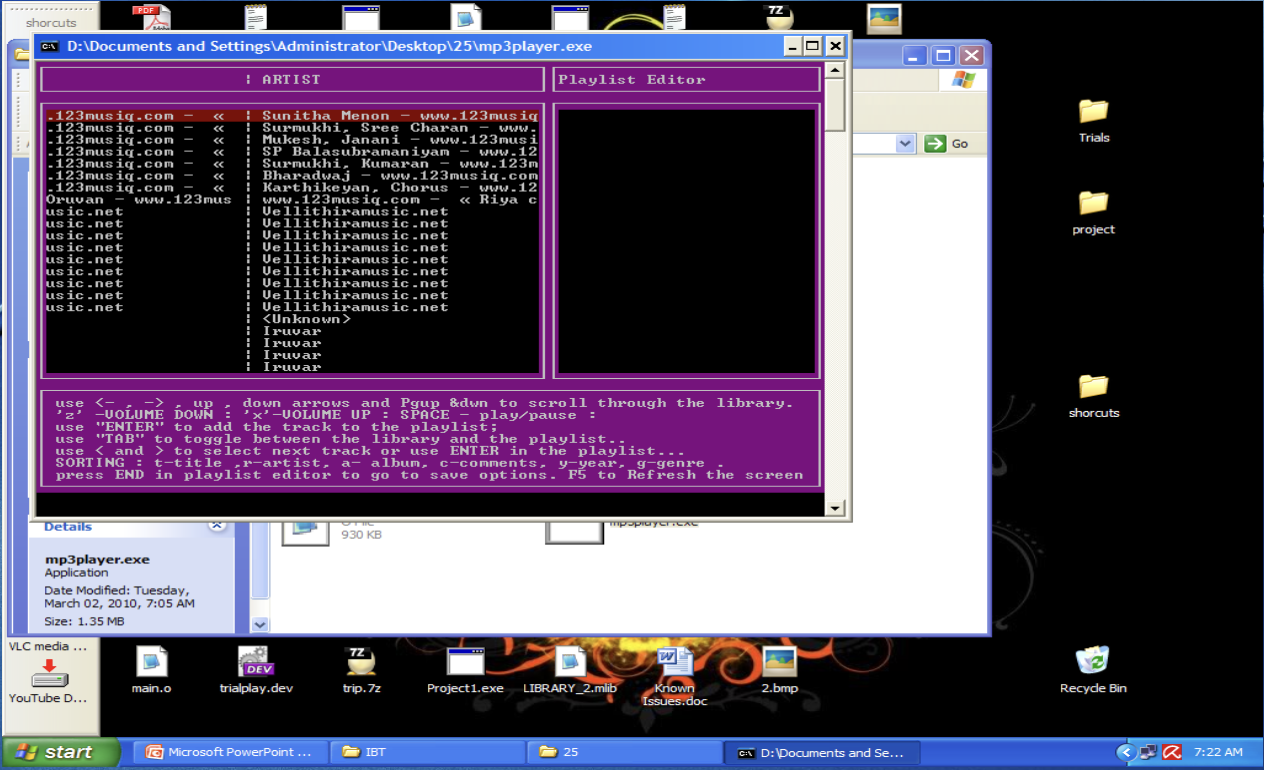 shorcuts
D:\Documents and Settings\Administrator\Desktop\25\mp3player.exe
¦ ARTIST
Playlist Editor
.123musiq.com - « ¦ Sunitha Menon - www.123musiq
.123musiq.com - « ¦ Surmukhi, Sree Charan - www.
.123musiq.com - « ¦ Mukesh, Janani - www.123musi
.123musiq.com - « ¦ SP Balasubramaniyam - www.12
.123musiq.com - « ¦ Surmukhi, Kumaran - www.123m
.123musiq.com - « ¦ Bharadwaj - www.123musiq.com
.123musiq.com - « ¦ Karthikeyan, Chorus - www.12
Oruvan - www.123mus ¦ www.123musiq.com - « Riya c
usic.net ¦ Vellithiramusic.net
usic.net ¦ Vellithiramusic.net
usic.net ¦ Vellithiramusic.net
usic.net ¦ Vellithiramusic.net
usic.net ¦ Vellithiramusic.net
usic.net ¦ Vellithiramusic.net
usic.net ¦ Vellithiramusic.net
usic.net ¦ Vellithiramusic.net
usic.net ¦ Vellithiramusic.net
¦ <Unknown>
¦ Iruvar
¦ Iruvar
¦ Iruvar
¦ Iruvar
use <- , -> , up , down arrows and Pgup &dwn to scroll through the library.
'z' -VOLUME DOWN : 'x'-VOLUME UP : SPACE - play/pause :
use "ENTER" to add the track to the playlist;
use "TAB" to toggle between the library and the playlist..
use < and > to select next track or use ENTER in the playlist...
SORTING : t-title ,r-artist, a- album, c-comments, y-year, g-genre .
press END in playlist editor to go to save options. F5 to Refresh the screen
Go
Trials
project
shorcuts
Details
930 KB
mp3player.exe
mp3player.exe
Application
Date Modified: Tuesday,
March 02, 2010, 7:05 AM
Size: 1.35 MB
VLC media ...
YouTube D...
PDF
7Z
7Z
DEV
main.o
trialplay.dev
trip.7z
Project1.exe
LIBRARY_2.mlib
Known
Issues.doc
2.bmp
Recycle Bin
start
Microsoft PowerPoint ...
IBT
25
D:\Documents and Se...
7:22 AM